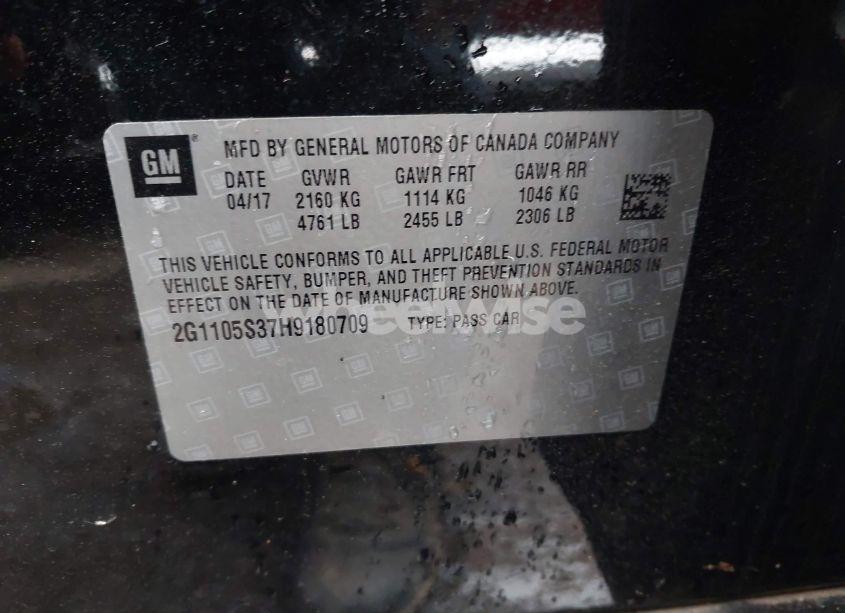 GM ® MFD BY GENERAL MOTORS OF CANADA COMPANY
DATE GVWR GAWR FRT GAWR RR
04/17 2160 KG 1114 KG 1046 KG
4761 LB 2455 LB 2306 LB
THIS VEHICLE CONFORMS TO ALL APPLICABLE U.S. FEDERAL MOTOR
VEHICLE SAFETY, BUMPER, AND THEFT PREVENTION STANDARDS IN
EFFECT ON THE DATE OF MANUFACTURE SHOWN ABOVE.
2G1105S37H9180709 TYPE: PASS CAR
wheelwise